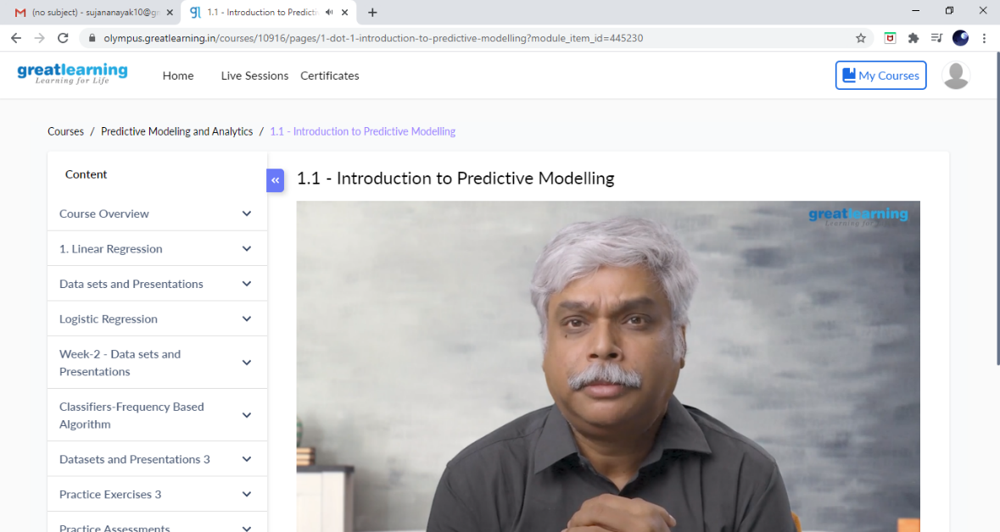 (no subject) - sujananayak10@g
1.1 - Introduction to Predicti
olympus.greatlearning.in/courses/10916/pages/1-dot-1-introduction-to-predictive-modelling?module_item_id=445230
greatlearning
Learning for Life
Home Live Sessions Certificates
My Courses
Courses / Predictive Modeling and Analytics / 1.1 - Introduction to Predictive Modelling
Content
«
1.1 - Introduction to Predictive Modelling
greatlearning
Learning for Life
Course Overview
1. Linear Regression
Data sets and Presentations
Logistic Regression
Week-2 - Data sets and
Presentations
Classifiers-Frequency Based
Algorithm
Datasets and Presentations 3
Practice Exercises 3
Practice Assessments